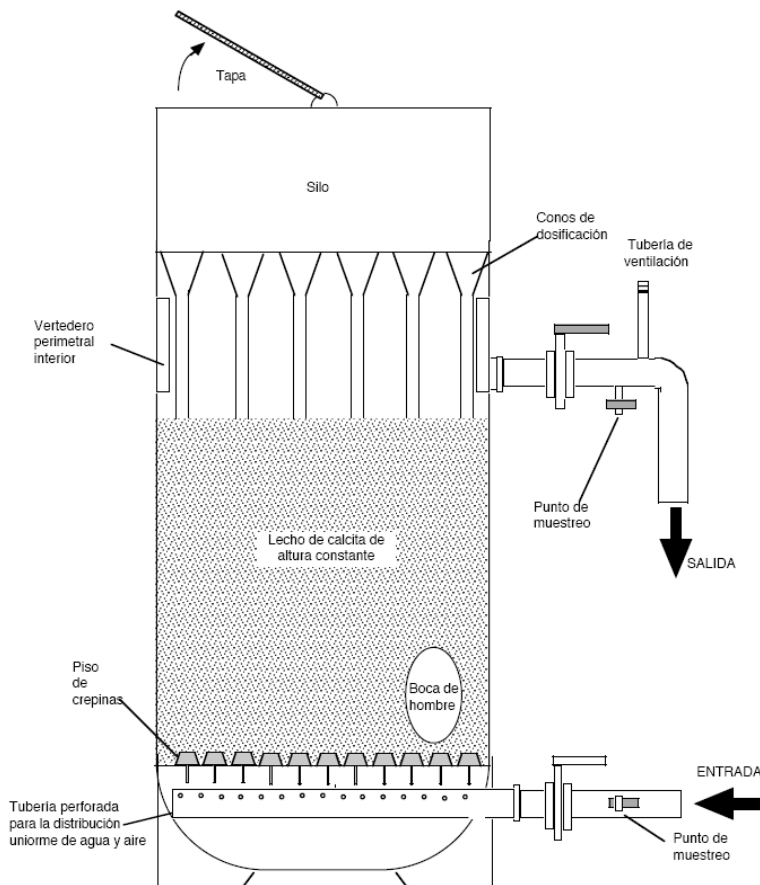 Tapa
Silo
Conos de
dosificación
Tubería de
ventilación
Vertedero
perimetral
interior
Punto de
muestreo
Lecho de calcita de
altura constante
SALIDA
Piso
de
crepinas
Boca de
hombre
ENTRADA
Tubería perforada
para la distribución
uniorme de agua y aire
Punto de
muestreo